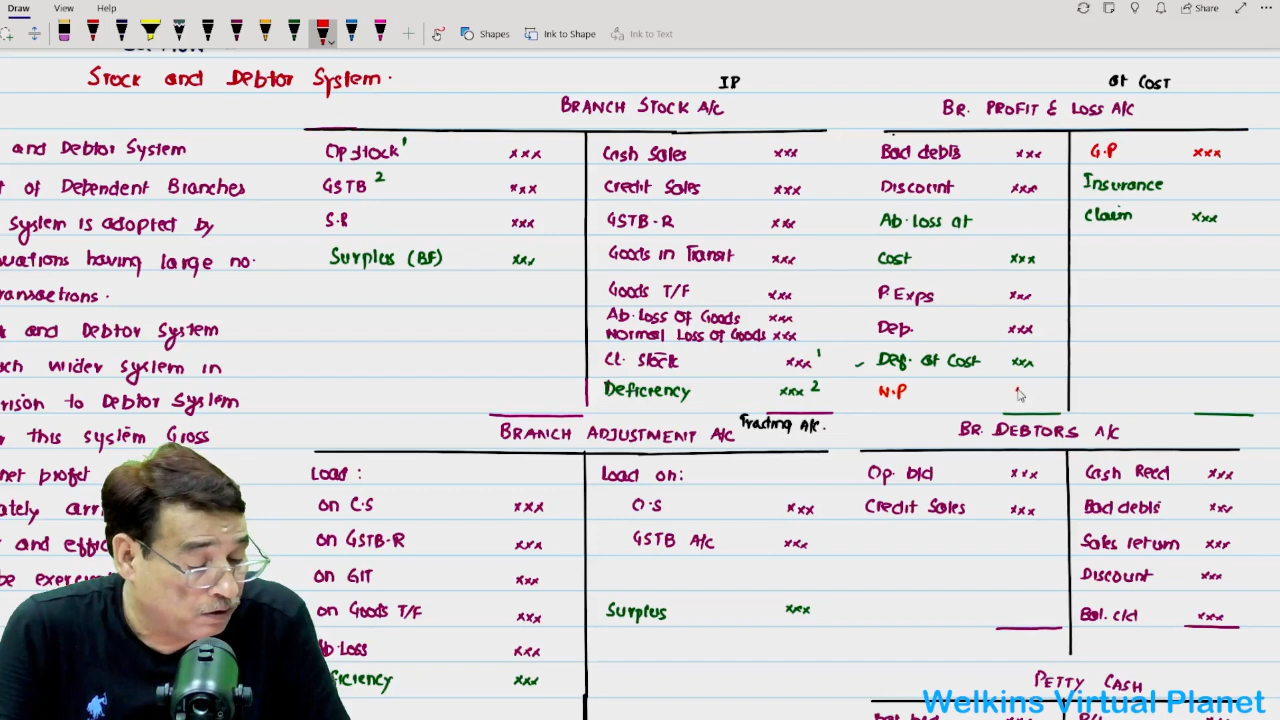 Draw View Help
Share
Shapes Ink to Shape Ink to Text
Stock and Debtor System.
and Debtor System
of Dependent Branches
System is adopted by
having large no.
and Debtor System
wider system in
to Debtor System
this system Gross
net profit
IP
BRANCH STOCK A/C
Op stock 1 xxx
GSTB 2 xxx
S.R xxx
Surplus (BF) xxx
Cash Sales xxx
Credit Sales xxx
GSTB-R xxx
Goods in Transit xxx
Goods T/F xxx
Ab. Loss of Goods xxx
Normal Loss of Goods xxx
Cl. Stock xxx 1
Deficiency xxx 2
at COST
BR. PROFIT & LOSS A/C
Bad debts xxx
Discount xxx
Ab. loss at
Cost xxx
P. Exps xxx
Dep. xxx
Def. at Cost xxx
N.P
G.P xxx
Insurance
Claim xxx
BRANCH ADJUSTMENT A/C
Trading A/c.
Load :
on C.S xxx
on GSTB-R xxx
on GIT xxx
on Goods T/F xxx
Loss xxx
xxx
Load on:
O.S xxx
GSTB A/c xxx
Surplus xxx
BR. DEBTORS A/C
Op. bld xxx
Credit Sales xxx
Cash Recd xxx
Bad debts xxx
Sales return xxx
Discount xxx
Bal. c/d xxx
PETTY CASH
Welkins Virtual Planet